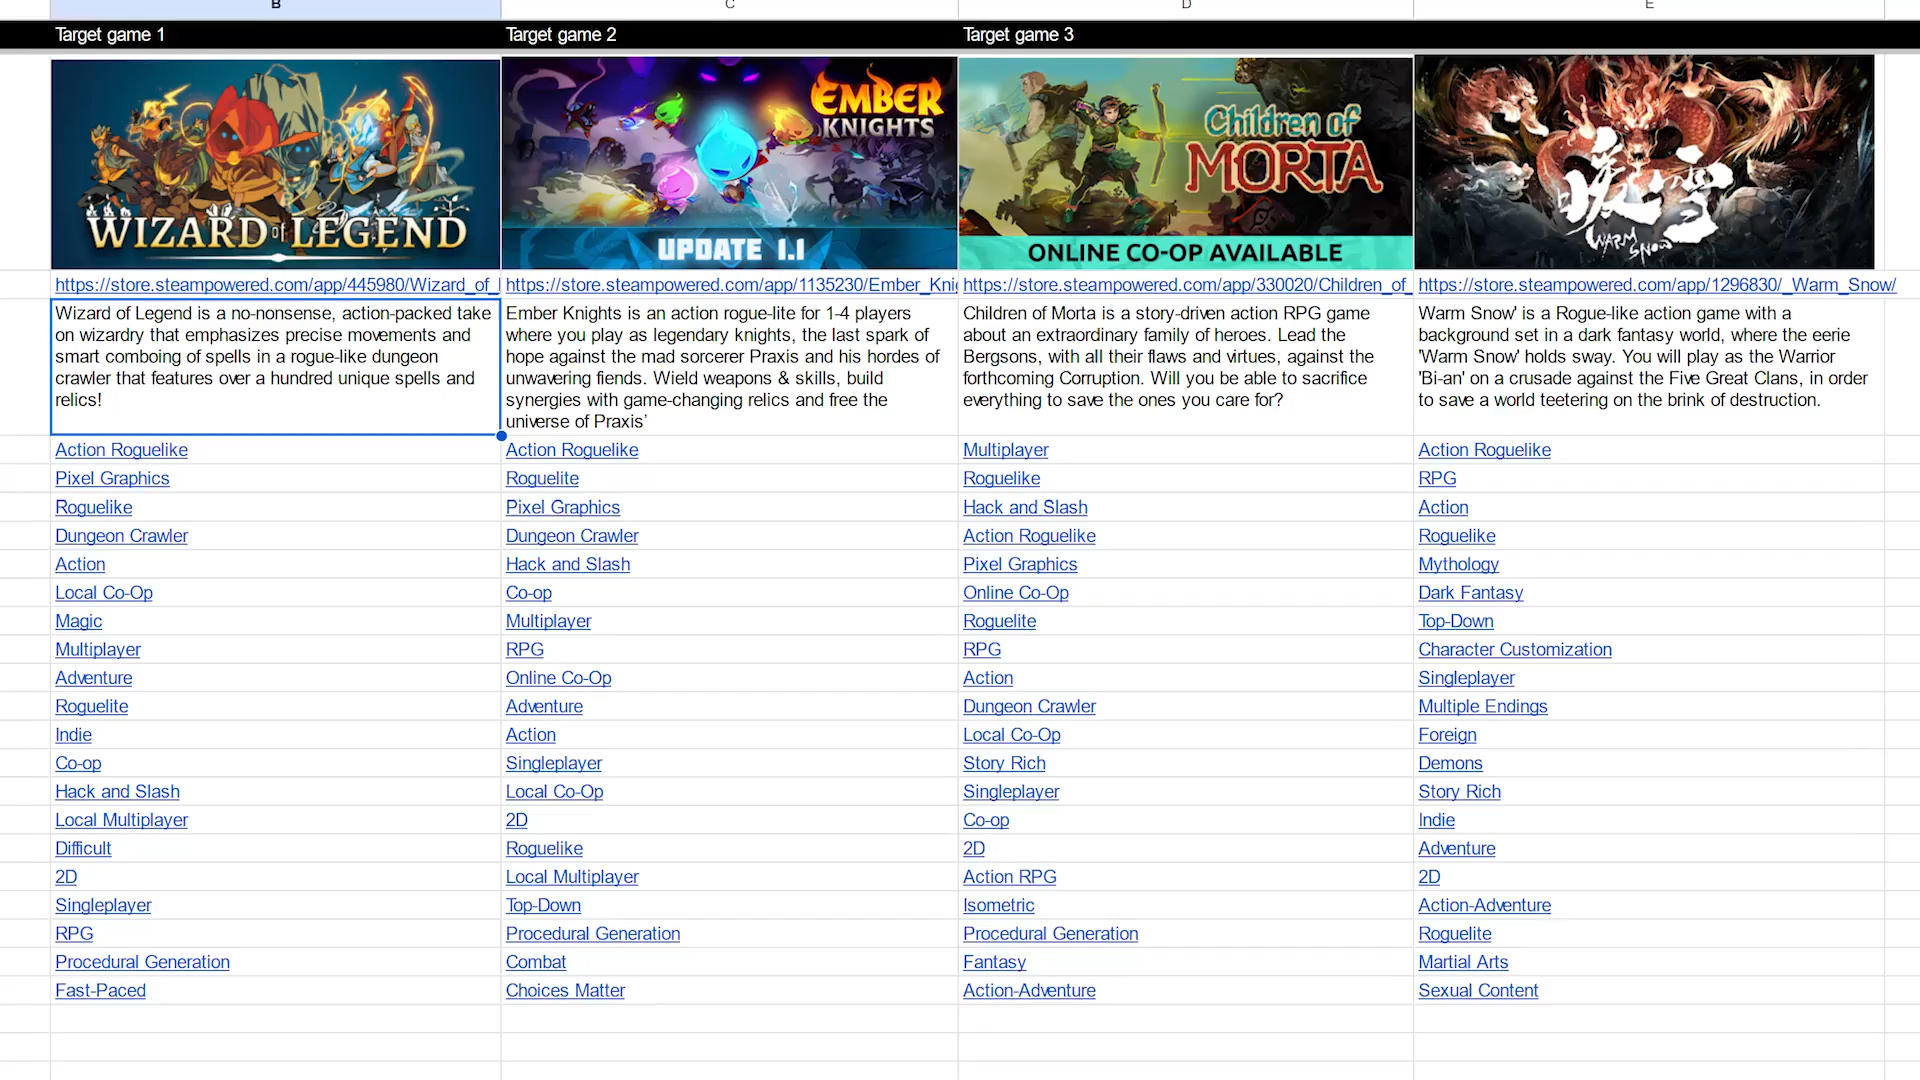 B
C
D
E
Target game 1
Target game 2
Target game 3
WIZARD of LEGEND
EMBER
KNIGHTS
UPDATE 1.1
Children of
MORTA
ONLINE CO-OP AVAILABLE
暖雪
WARM SNOW
https://store.steampowered.com/app/445980/Wizard_of_
https://store.steampowered.com/app/1135230/Ember_Kni
https://store.steampowered.com/app/330020/Children_of_
https://store.steampowered.com/app/1296830/_Warm_Snow/
Wizard of Legend is a no-nonsense, action-packed take
on wizardry that emphasizes precise movements and
smart comboing of spells in a rogue-like dungeon
crawler that features over a hundred unique spells and
relics!
Ember Knights is an action rogue-lite for 1-4 players
where you play as legendary knights, the last spark of
hope against the mad sorcerer Praxis and his hordes of
unwavering fiends. Wield weapons & skills, build
synergies with game-changing relics and free the
universe of Praxis’
Children of Morta is a story-driven action RPG game
about an extraordinary family of heroes. Lead the
Bergsons, with all their flaws and virtues, against the
forthcoming Corruption. Will you be able to sacrifice
everything to save the ones you care for?
Warm Snow' is a Rogue-like action game with a
background set in a dark fantasy world, where the eerie
'Warm Snow' holds sway. You will play as the Warrior
'Bi-an' on a crusade against the Five Great Clans, in order
to save a world teetering on the brink of destruction.
Action Roguelike
Action Roguelike
Multiplayer
Action Roguelike
Pixel Graphics
Roguelite
Roguelike
RPG
Roguelike
Pixel Graphics
Hack and Slash
Action
Dungeon Crawler
Dungeon Crawler
Action Roguelike
Roguelike
Action
Hack and Slash
Pixel Graphics
Mythology
Local Co-Op
Co-op
Online Co-Op
Dark Fantasy
Magic
Multiplayer
Roguelite
Top-Down
Multiplayer
RPG
RPG
Character Customization
Adventure
Online Co-Op
Action
Singleplayer
Roguelite
Adventure
Dungeon Crawler
Multiple Endings
Indie
Action
Local Co-Op
Foreign
Co-op
Singleplayer
Story Rich
Demons
Hack and Slash
Local Co-Op
Singleplayer
Story Rich
Local Multiplayer
2D
Co-op
Indie
Difficult
Roguelike
2D
Adventure
2D
Local Multiplayer
Action RPG
2D
Singleplayer
Top-Down
Isometric
Action-Adventure
RPG
Procedural Generation
Procedural Generation
Roguelite
Procedural Generation
Combat
Fantasy
Martial Arts
Fast-Paced
Choices Matter
Action-Adventure
Sexual Content